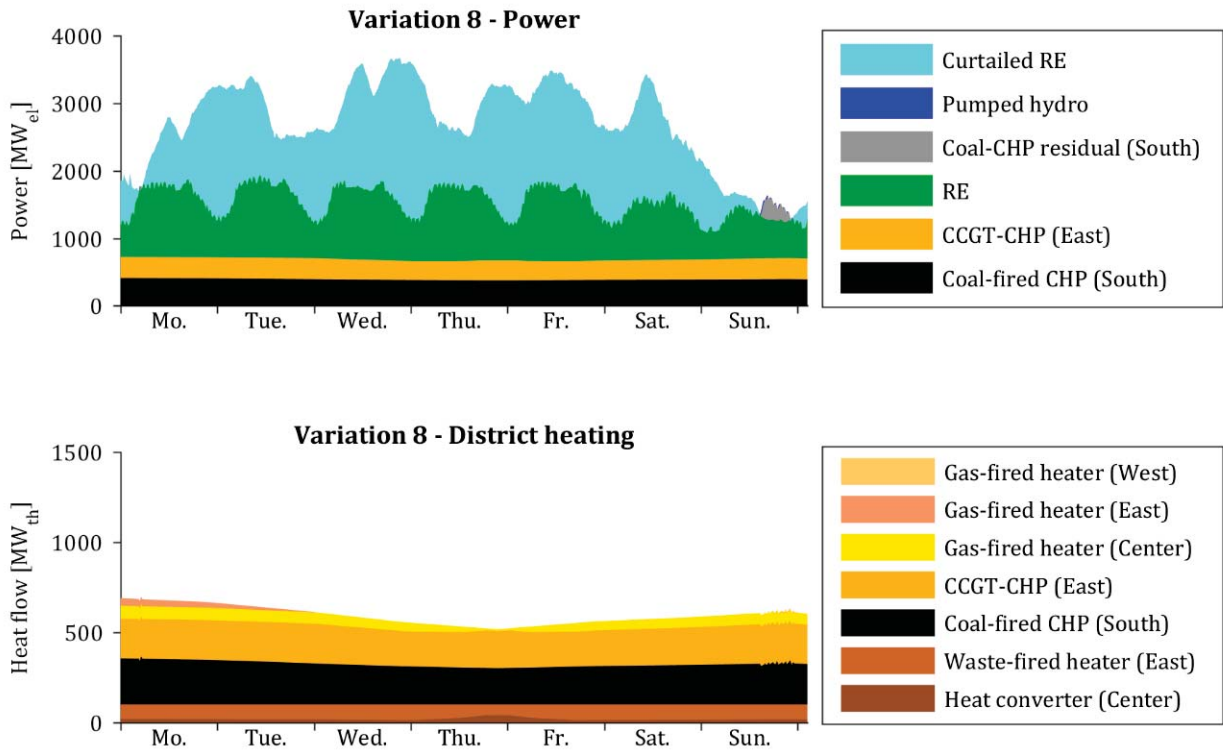 Variation 8 - Power
Power [MWel]
4000
3000
2000
1000
0
Mo. Tue. Wed. Thu. Fr. Sat. Sun.
Curtailed RE
Pumped hydro
Coal-CHP residual (South)
RE
CCGT-CHP (East)
Coal-fired CHP (South)
Variation 8 - District heating
Heat flow [MWth]
1500
1000
500
0
Mo. Tue. Wed. Thu. Fr. Sat. Sun.
Gas-fired heater (West)
Gas-fired heater (East)
Gas-fired heater (Center)
CCGT-CHP (East)
Coal-fired CHP (South)
Waste-fired heater (East)
Heat converter (Center)